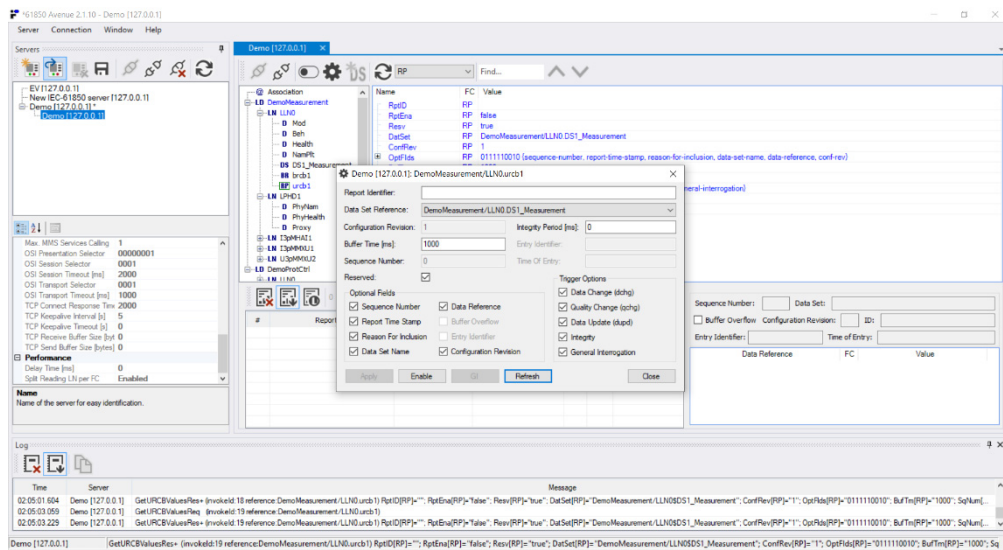 *61850 Avenue 2.1.10 - Demo [127.0.0.1]
Server Connection Window Help
Servers
EV [127.0.0.1]
New IEC-61850 server [127.0.0.1]
Demo [127.0.0.1] *
Demo [127.0.0.1]
Max. MMS Services Calling 1
OSI Presentation Selector 00000001
OSI Session Selector 0001
OSI Session Timeout [ms] 2000
OSI Transport Selector 0001
OSI Transport Timeout [ms] 1000
TCP Connect Response Time 2000
TCP Keepalive Interval [s] 5
TCP Keepalive Timeout [s] 0
TCP Receive Buffer Size [byt 0
TCP Send Buffer Size [bytes] 0
Performance
Delay Time [ms] 0
Split Reading LN per FC Enabled
Name
Name of the server for easy identification.
Demo [127.0.0.1] ×
DS RP Find...
@ Association
LD DemoMeasurement
LN LLN0
D Mod
D Beh
D Health
D NamPlt
DS DS1_Measurement
BR brcb1
RP urcb1
LN LPHD1
D PhyNam
D PhyHealth
D Proxy
LN I3pMHAI1
LN I3pMMXU1
LN U3pMMXU2
LD DemoProtCtrl
LN LLN0
Name FC Value
RptID RP
RptEna RP false
Resv RP true
DatSet RP DemoMeasurement/LLN0.DS1_Measurement
ConfRev RP 1
OptFlds RP 0111110010 (sequence-number, report-time-stamp, reason-for-inclusion, data-set-name, data-reference, conf-rev)
neral-interrogation)
Demo [127.0.0.1]: DemoMeasurement/LLN0.urcb1
Report Identifier:
Data Set Reference: DemoMeasurement/LLN0.DS1_Measurement
Configuration Revision: 1 Integrity Period [ms]: 0
Buffer Time [ms]: 1000 Entry Identifier:
Sequence Number: 0 Time Of Entry:
Reserved:
Optional Fields
Sequence Number Data Reference
Report Time Stamp Buffer Overflow
Reason For Inclusion Entry Identifier
Data Set Name Configuration Revision
Trigger Options
Data Change (dchg)
Quality Change (qchg)
Data Update (dupd)
Integrity
General Interrogation
Apply Enable GI Refresh Close
# Report
Sequence Number: Data Set:
Buffer Overflow Configuration Revision: ID:
Entry Identifier: Time of Entry:
Data Reference FC Value
Log
Time Server Message
02:05:01.604 Demo [127.0.0.1] GetURCBValuesRes+ (invokeId:18 reference:DemoMeasurement/LLN0.urcb1) RptID[RP]=""; RptEna[RP]="false"; Resv[RP]="true"; DatSet[RP]="DemoMeasurement/LLN0$DS1_Measurement"; ConfRev[RP]="1"; OptFlds[RP]="0111110010"; BufTm[RP]="1000"; SqNum[...
02:05:03.059 Demo [127.0.0.1] GetURCBValuesReq (invokeId:19 reference:DemoMeasurement/LLN0.urcb1)
02:05:03.229 Demo [127.0.0.1] GetURCBValuesRes+ (invokeId:19 reference:DemoMeasurement/LLN0.urcb1) RptID[RP]=""; RptEna[RP]="false"; Resv[RP]="true"; DatSet[RP]="DemoMeasurement/LLN0$DS1_Measurement"; ConfRev[RP]="1"; OptFlds[RP]="0111110010"; BufTm[RP]="1000"; SqNum[...
Demo [127.0.0.1] GetURCBValuesRes+ (invokeId:19 reference:DemoMeasurement/LLN0.urcb1) RptID[RP]=""; RptEna[RP]="false"; Resv[RP]="true"; DatSet[RP]="DemoMeasurement/LLN0$DS1_Measurement"; ConfRev[RP]="1"; OptFlds[RP]="0111110010"; BufTm[RP]="1000"; Sq